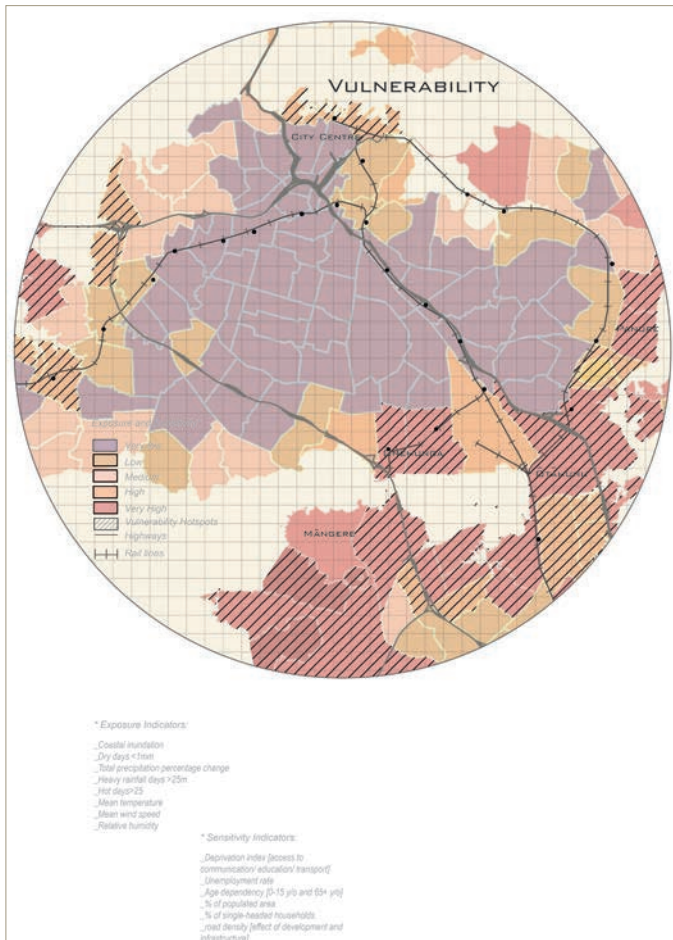 VULNERABILITY
CITY CENTRE
PANURE
Exposure and
Low
Medium
High
Very High
Vulnerability Hotspots
Highways
Rail lines
ONEHUNGA
OTAHUHU
MĀNGERE
* Exposure Indicators:
_Coastal inundation
_Dry days <1mm
_Total precipitation percentage change
_Heavy rainfall days >25m
_Hot days>25
_Mean temperature
_Mean wind speed
_Relative humidity
* Sensitivity Indicators:
_Deprivation index [access to
communication/ education/ transport]
_Unemployment rate
_Age dependency [0-15 y/o and 65+ y/o]
_% of populated area
_% of single-headed households
_road density [effect of development and
infrastructure]